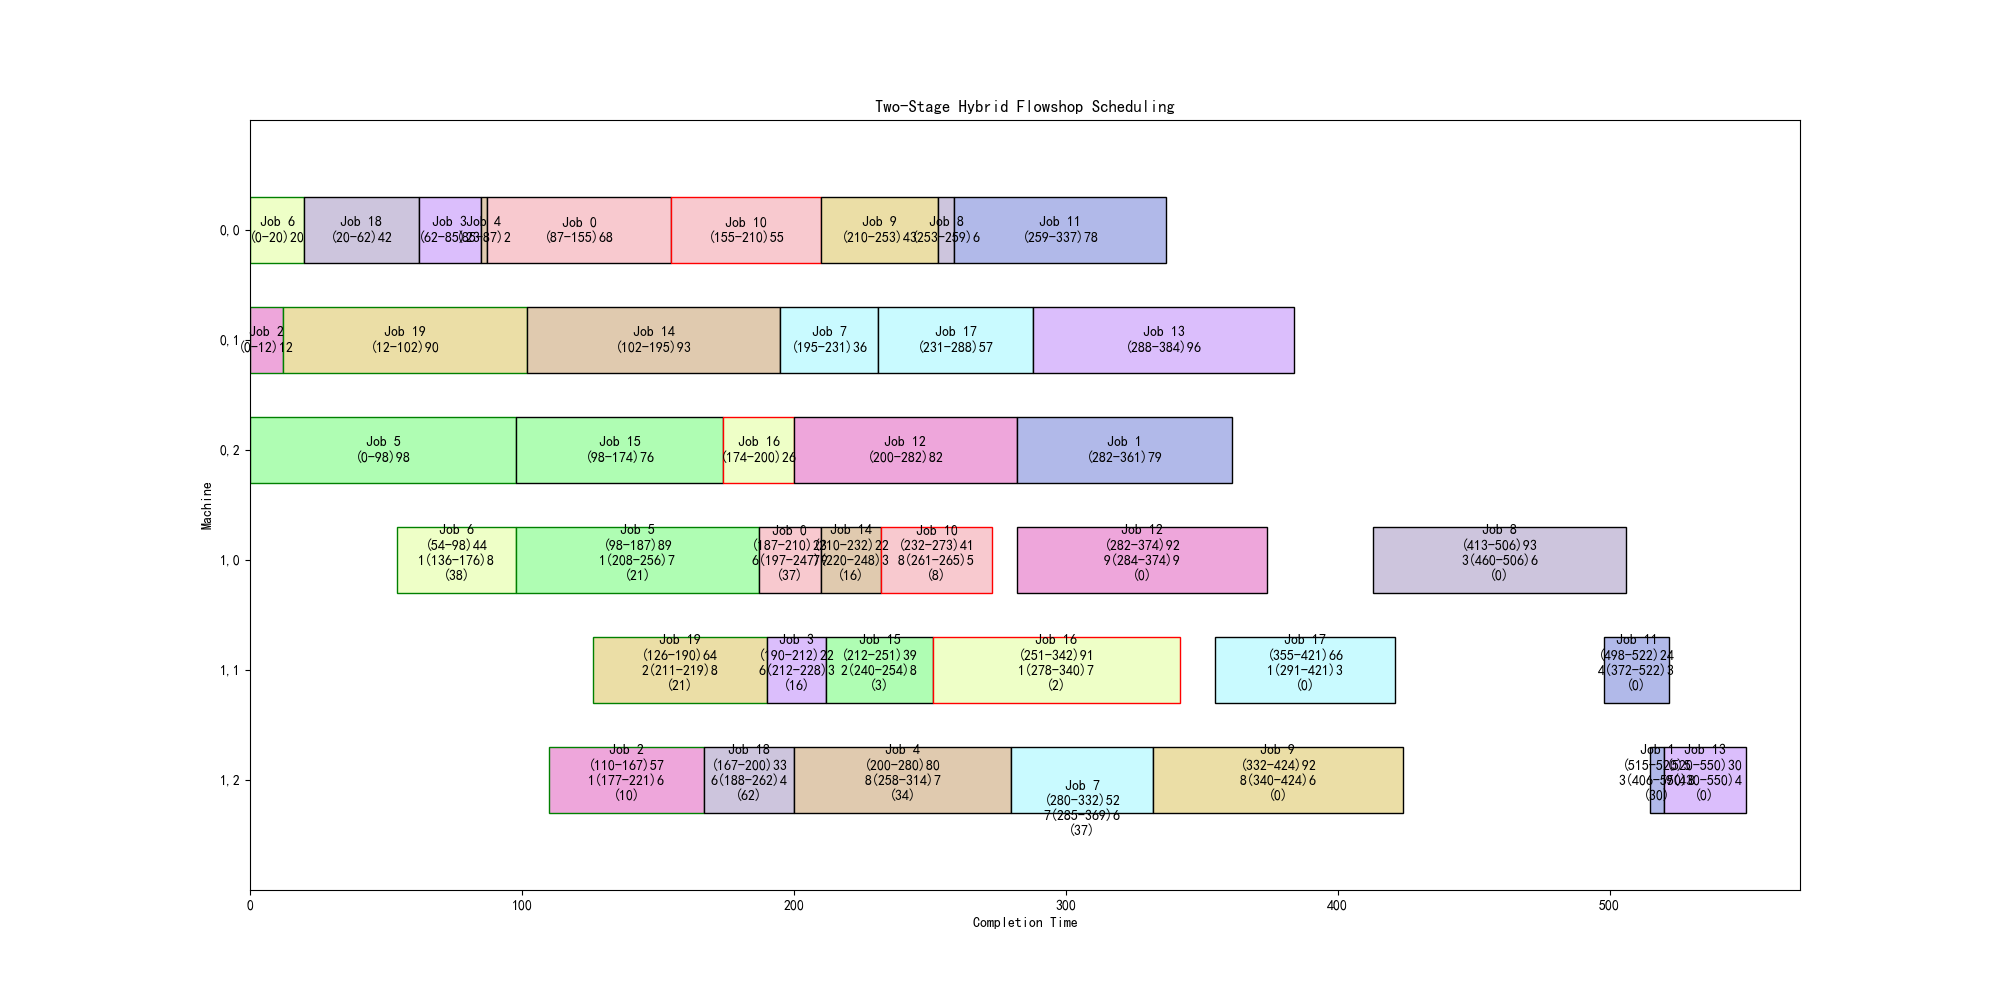 Two-Stage Hybrid Flowshop Scheduling
Machine
0,0
Job 6
(0-20)20
Job 18
(20-62)42
Job 3
(62-85)23
Job 4
Job 0
(87-155)68
Job 10
(155-210)55
Job 9
(210-253)43
Job 8
(253-259)6
Job 11
(259-337)78
0,1
Job 2
(0-12)12
Job 19
(12-102)90
Job 14
(102-195)93
Job 7
(195-231)36
Job 17
(231-288)57
Job 13
(288-384)96
0,2
Job 5
(0-98)98
Job 15
(98-174)76
Job 16
(174-200)26
Job 12
(200-282)82
Job 1
(282-361)79
1,0
Job 6
(54-98)44
1(136-176)8
(38)
Job 5
(98-187)89
1(208-256)7
(21)
Job 0
(187-210)23
6(197-247)
(37)
Job 14
(210-232)22
(220-248)3
(16)
Job 10
(232-273)41
8(261-265)5
(8)
Job 12
(282-374)92
9(284-374)9
(0)
Job 8
(413-506)93
3(460-506)6
(0)
1,1
Job 19
(126-190)64
2(211-219)8
(21)
Job 3
(190-212)22
6(212-228)3
(16)
Job 15
(212-251)39
2(240-254)8
(3)
Job 16
(251-342)91
1(278-340)7
(2)
Job 17
(355-421)66
1(291-421)3
(0)
Job 11
(498-522)24
4(372-522)3
(0)
1,2
Job 2
(110-167)57
1(177-221)6
(10)
Job 18
(167-200)33
6(188-262)4
(62)
Job 4
(200-280)80
8(258-314)7
(34)
Job 7
(280-332)52
7(285-369)6
(37)
Job 9
(332-424)92
8(340-424)6
(0)
Job 1
(515-520)5
(30)
Job 13
(520-550)30
(0)
0
100
200
300
400
500
Completion Time